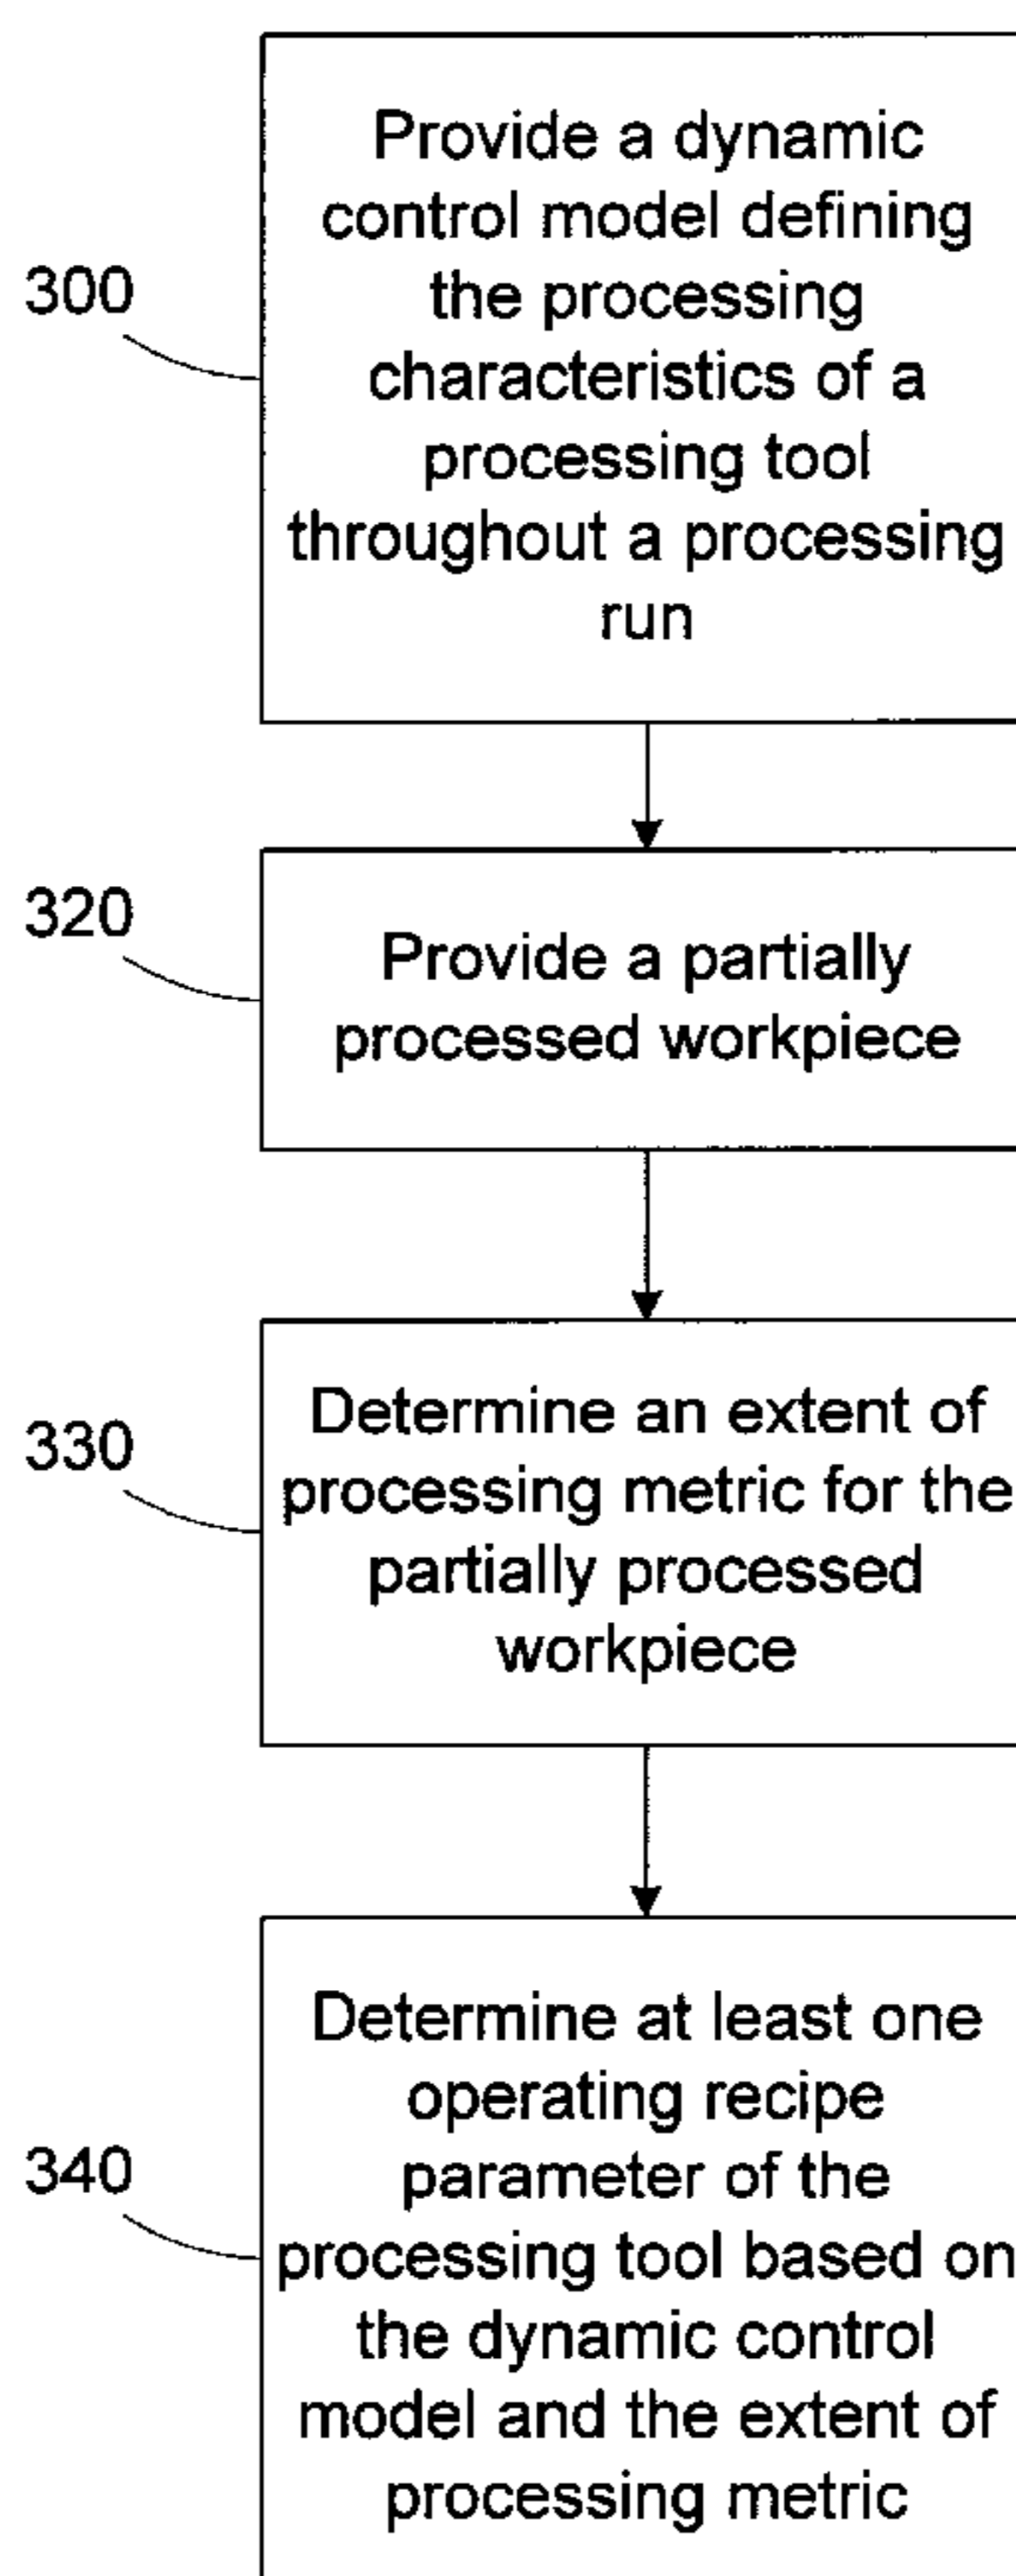 300
Provide a dynamic
control model defining
the processing
characteristics of a
processing tool
throughout a processing
run
320
Provide a partially
processed workpiece
330
Determine an extent of
processing metric for the
partially processed
workpiece
340
Determine at least one
operating recipe
parameter of the
processing tool based on
the dynamic control
model and the extent of
processing metric